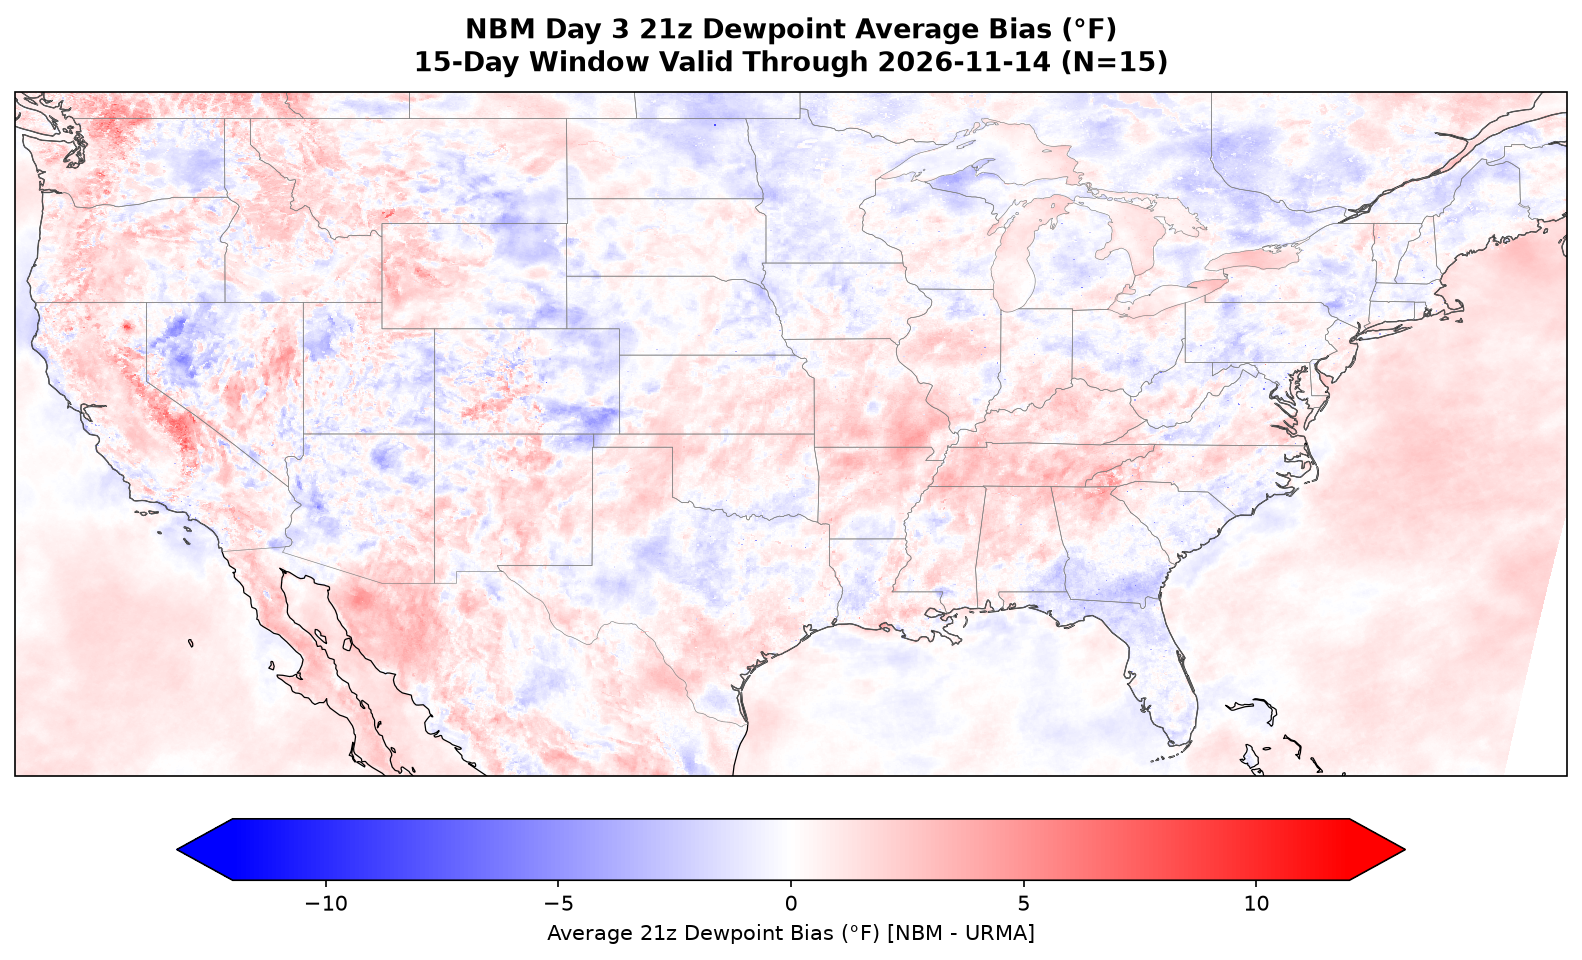 NBM Day 3 21z Dewpoint Average Bias (°F)
15-Day Window Valid Through 2026-11-14 (N=15)
−10 −5 0 5 10
Average 21z Dewpoint Bias (°F) [NBM - URMA]